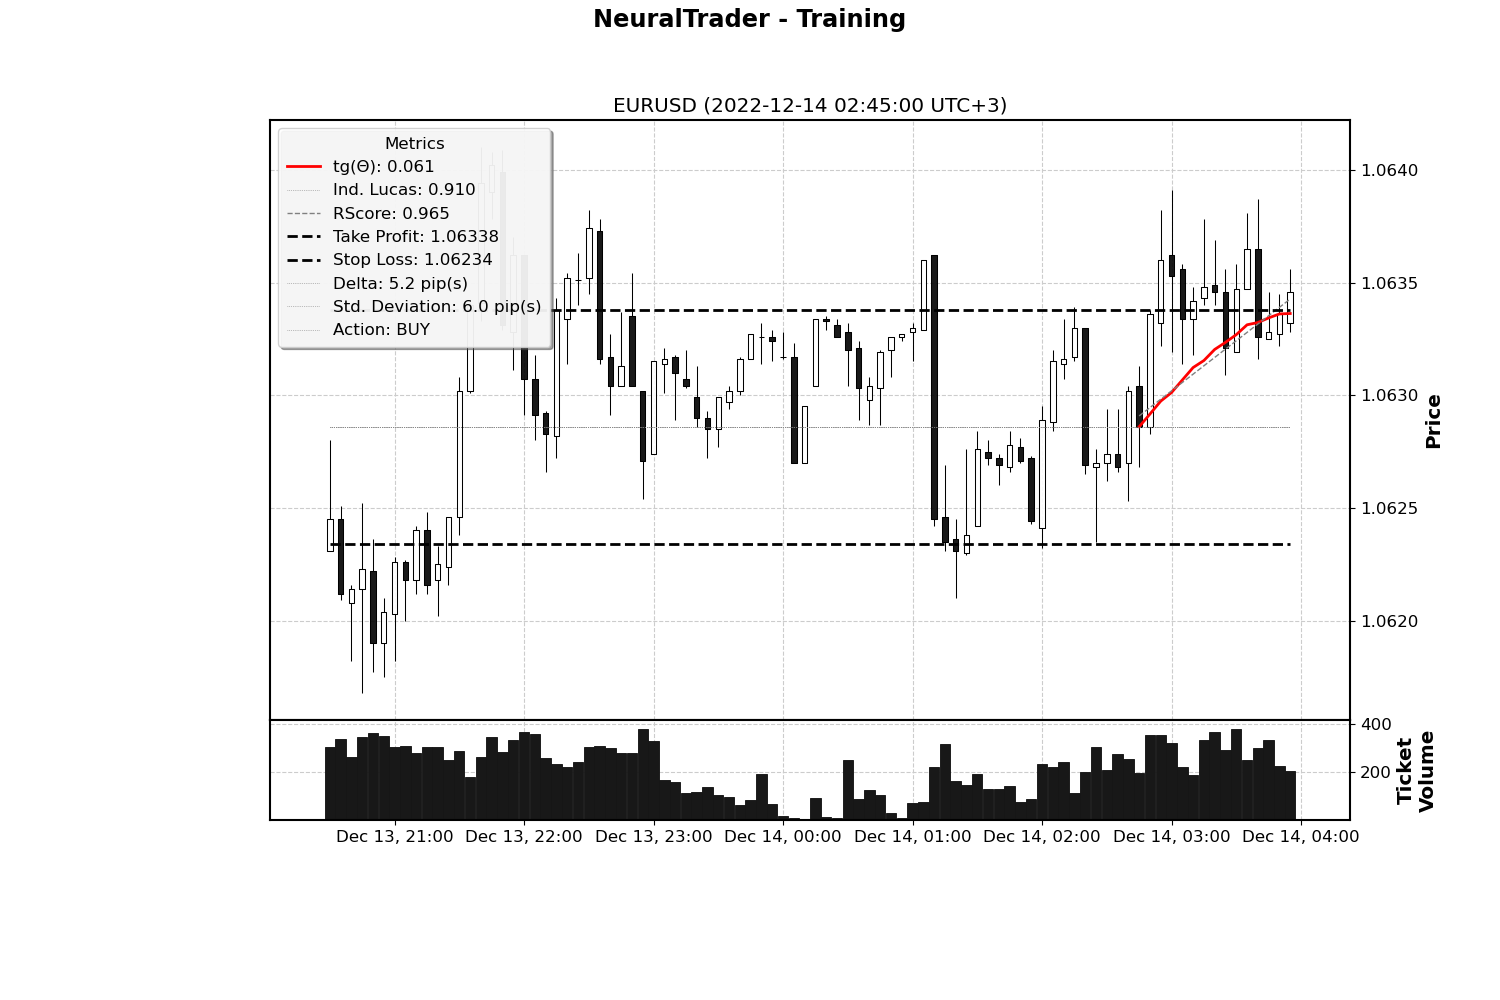 NeuralTrader - Training
EURUSD (2022-12-14 02:45:00 UTC+3)
Metrics
tg(Θ): 0.061
Ind. Lucas: 0.910
RScore: 0.965
Take Profit: 1.06338
Stop Loss: 1.06234
Delta: 5.2 pip(s)
Std. Deviation: 6.0 pip(s)
Action: BUY
1.0640
1.0635
1.0630
1.0625
1.0620
Price
400
200
Ticket
Volume
Dec 13, 21:00
Dec 13, 22:00
Dec 13, 23:00
Dec 14, 00:00
Dec 14, 01:00
Dec 14, 02:00
Dec 14, 03:00
Dec 14, 04:00